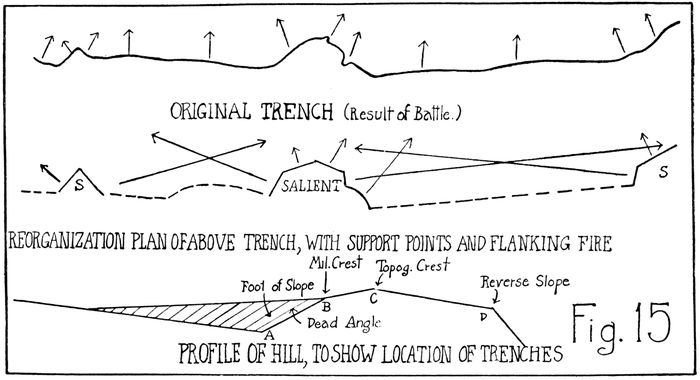 ORIGINAL TRENCH (Result of Battle.)
S
SALIENT
S
REORGANIZATION PLAN OF ABOVE TRENCH, WITH SUPPORT POINTS AND FLANKING FIRE
Mil. Crest
Topog. Crest
Foot of Slope
Reverse Slope
B
C
D
Dead Angle
A
Fig. 15
PROFILE OF HILL, TO SHOW LOCATION OF TRENCHES